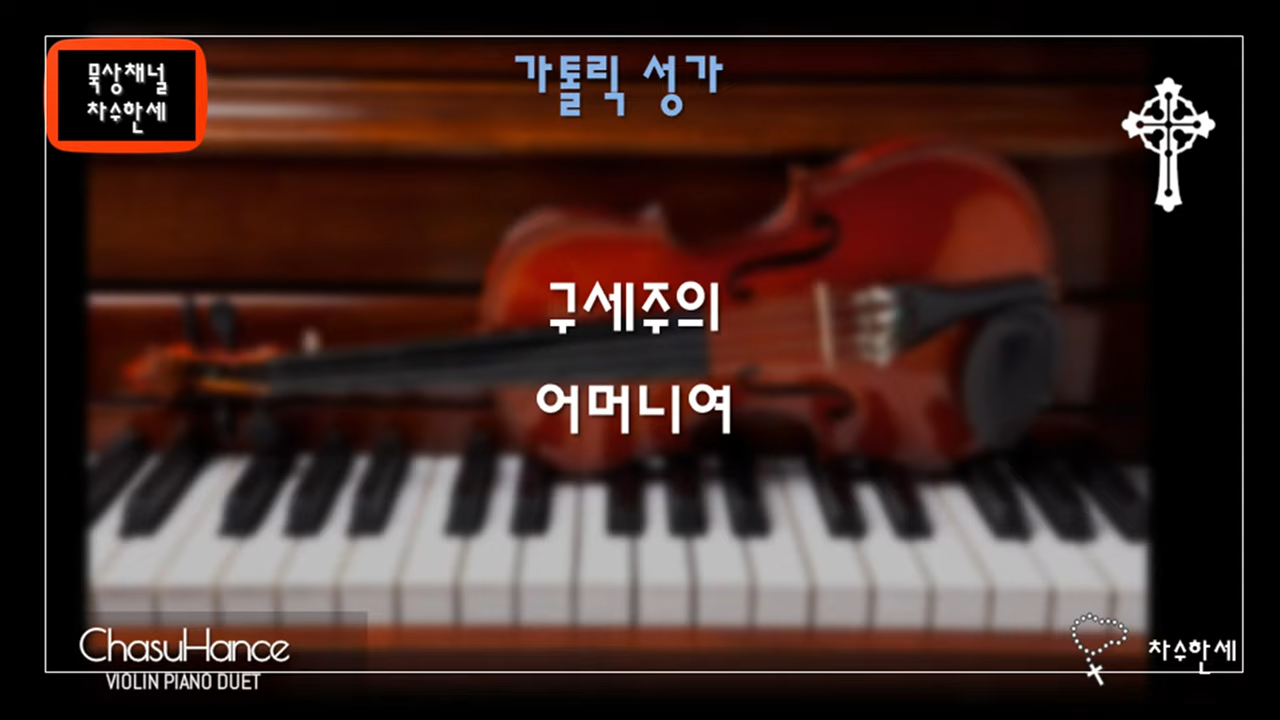 묵상채널
차수한세
가톨릭 성가
구세주의
어머니여
ChasuHance
VIOLIN PIANO DUET
차수한세